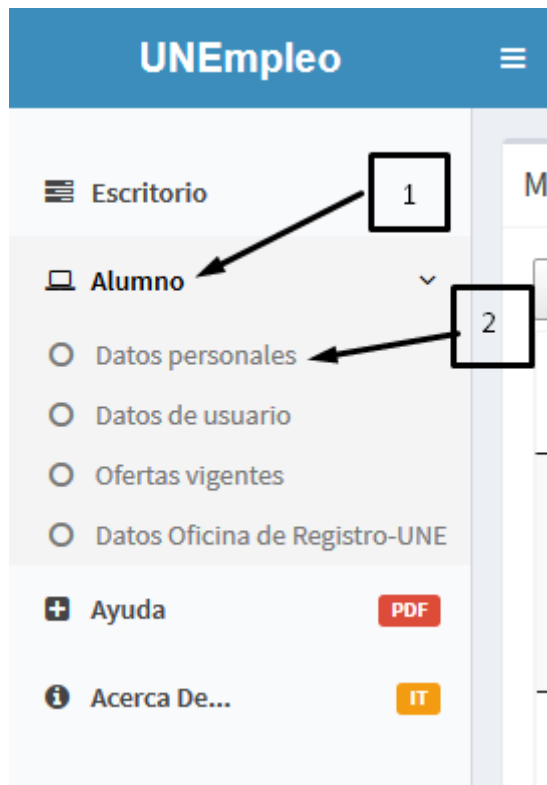 UNEmpleo
Escritorio
1
M
Alumno
2
Datos personales
Datos de usuario
Ofertas vigentes
Datos Oficina de Registro-UNE
Ayuda PDF
Acerca De... IT